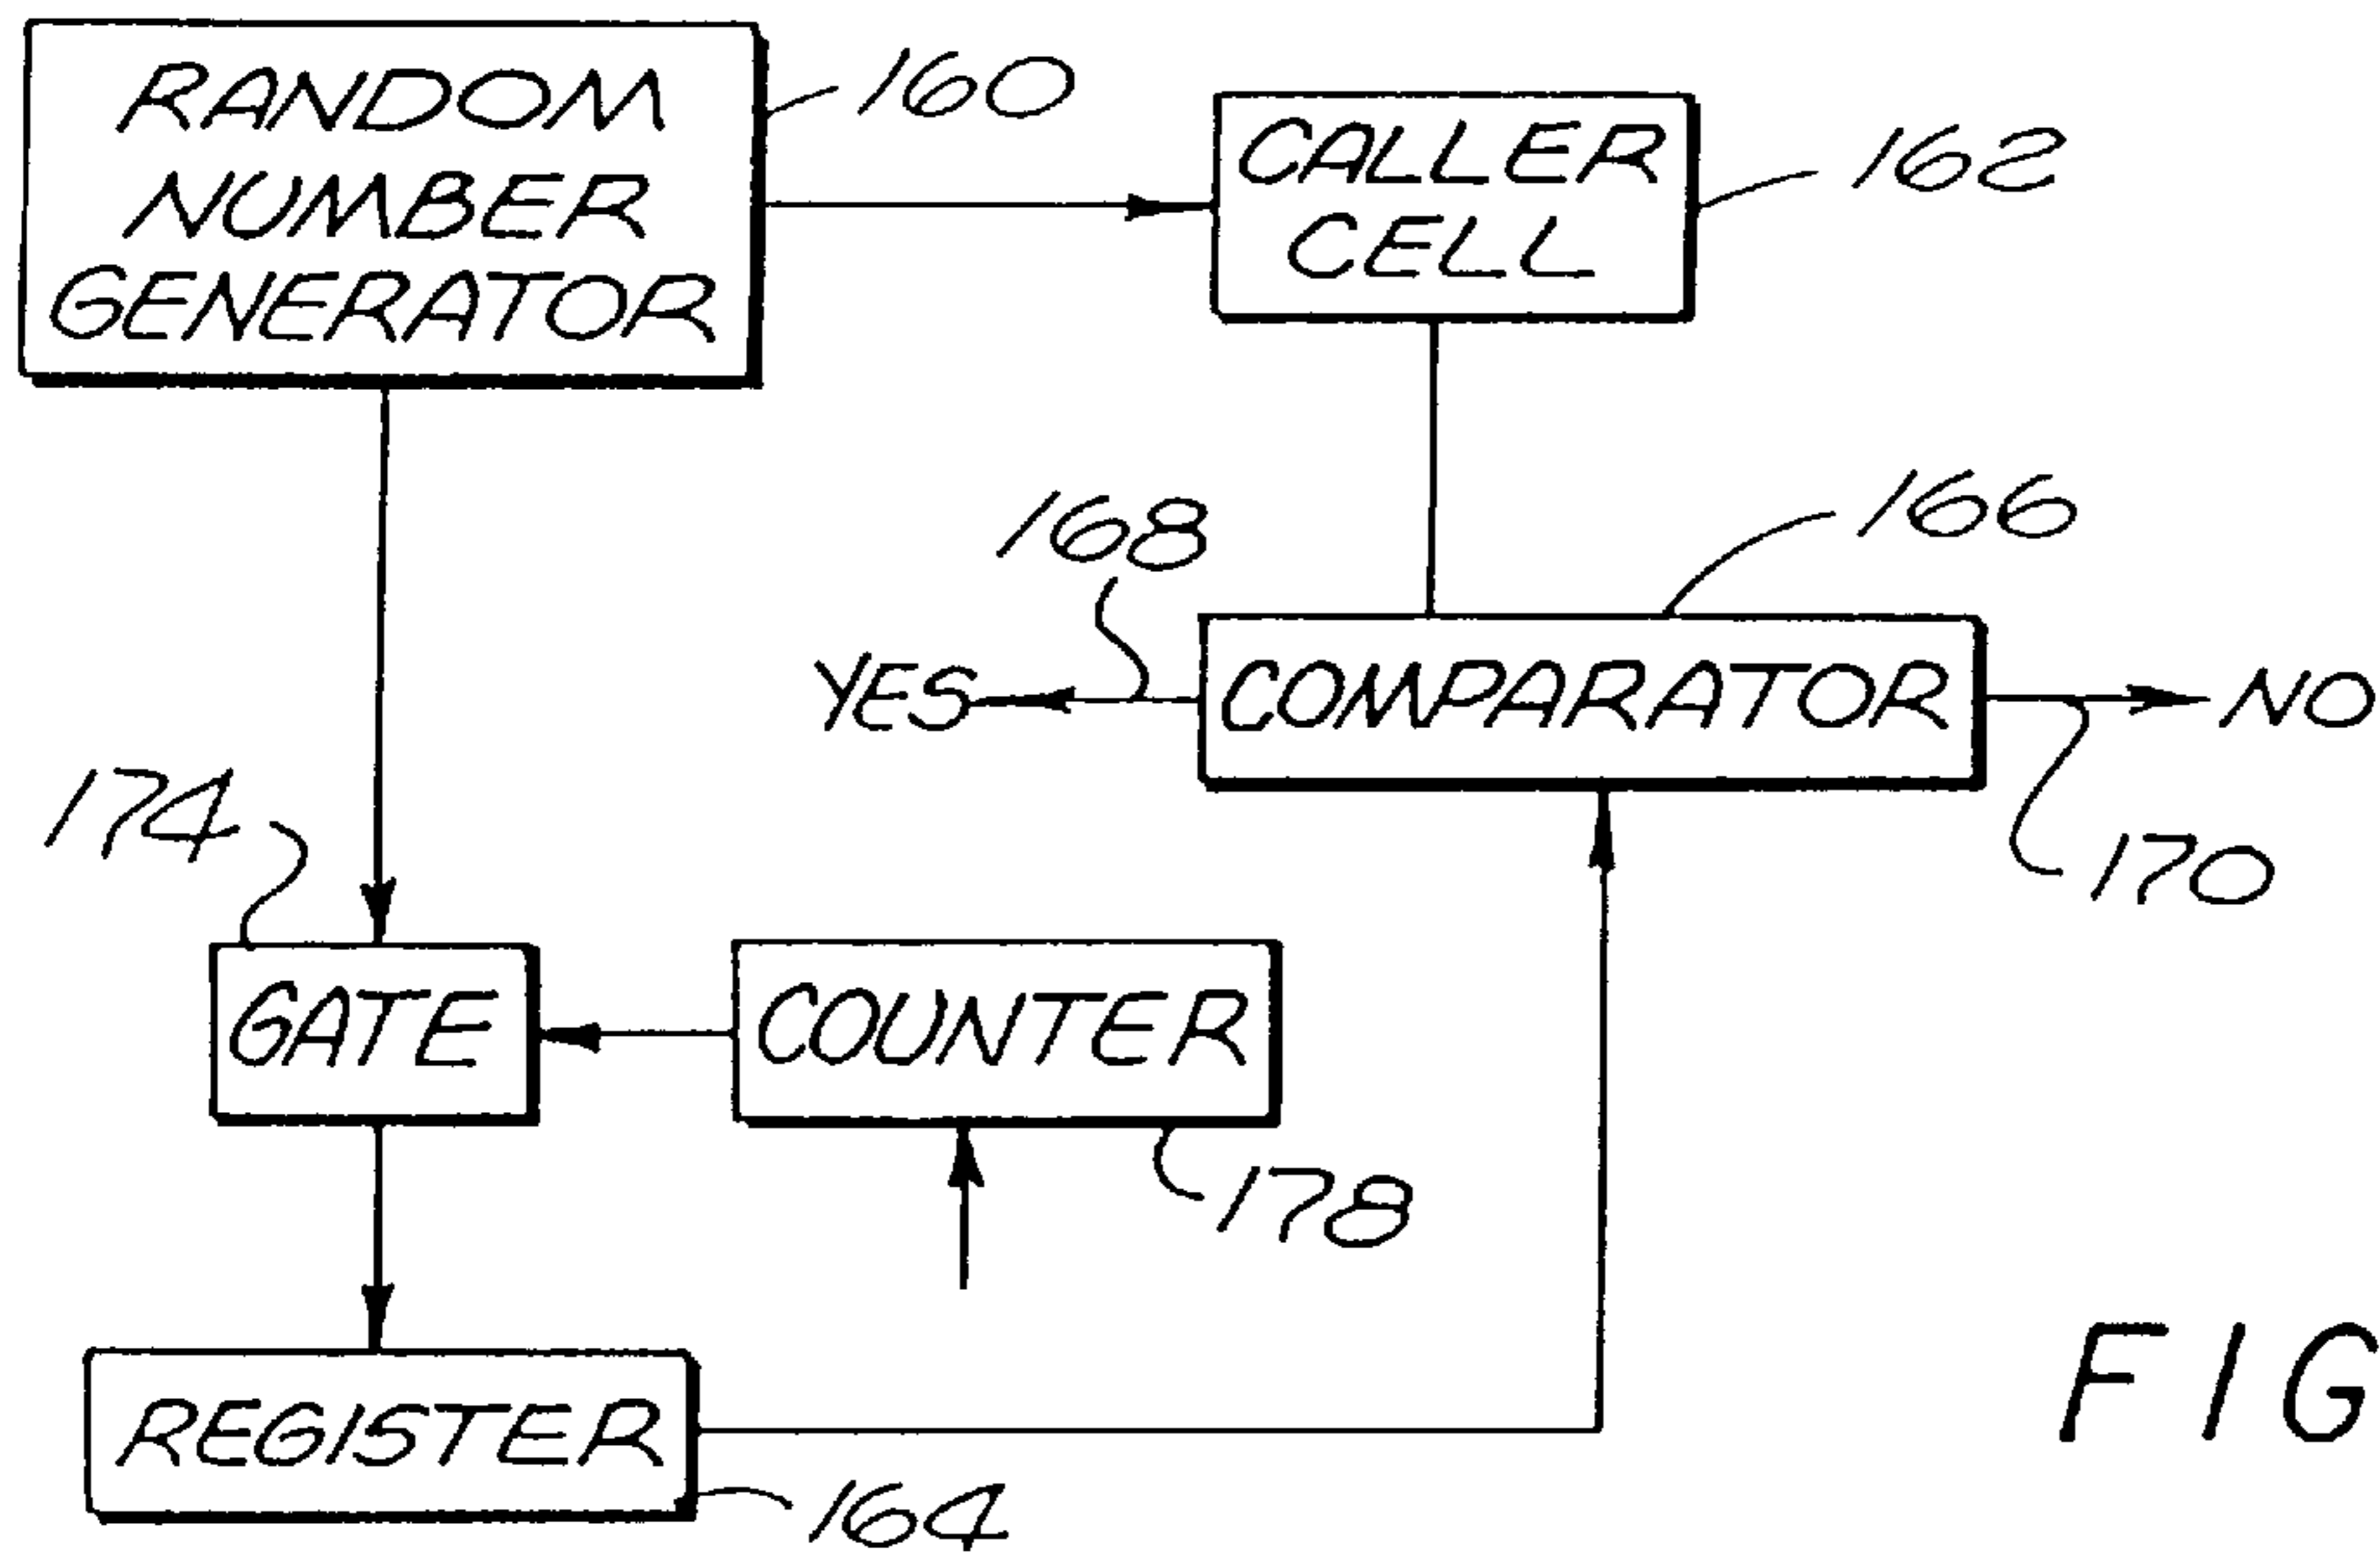 RANDOM
NUMBER
GENERATOR
160
CALLER
CELL
162
168
166
YES
COMPARATOR
NO
174
170
GATE
COUNTER
178
REGISTER
164
FIG